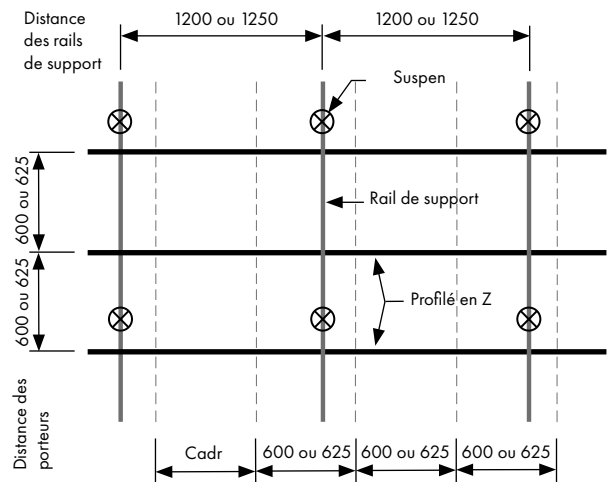 Distance
des rails
de support
1200 ou 1250
1200 ou 1250
Suspen
600 ou 625
Rail de support
600 ou 625
Profilé en Z
Distance des
porteurs
Cadr
600 ou 625
600 ou 625
600 ou 625